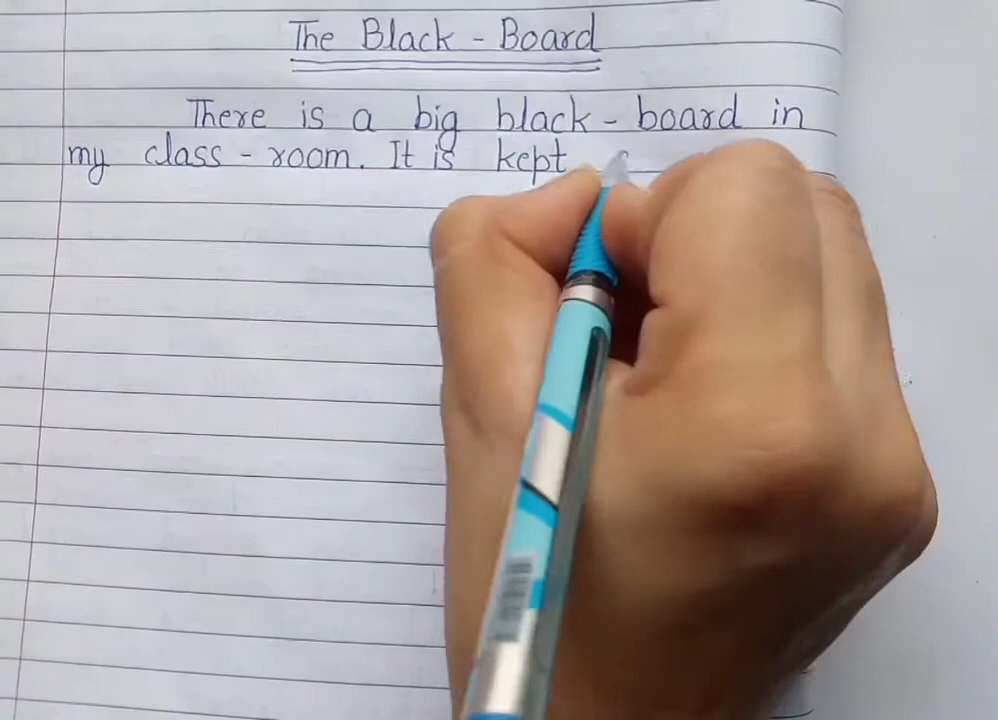 The Black - Board
There is a big black - board in
my class - room. It is kept